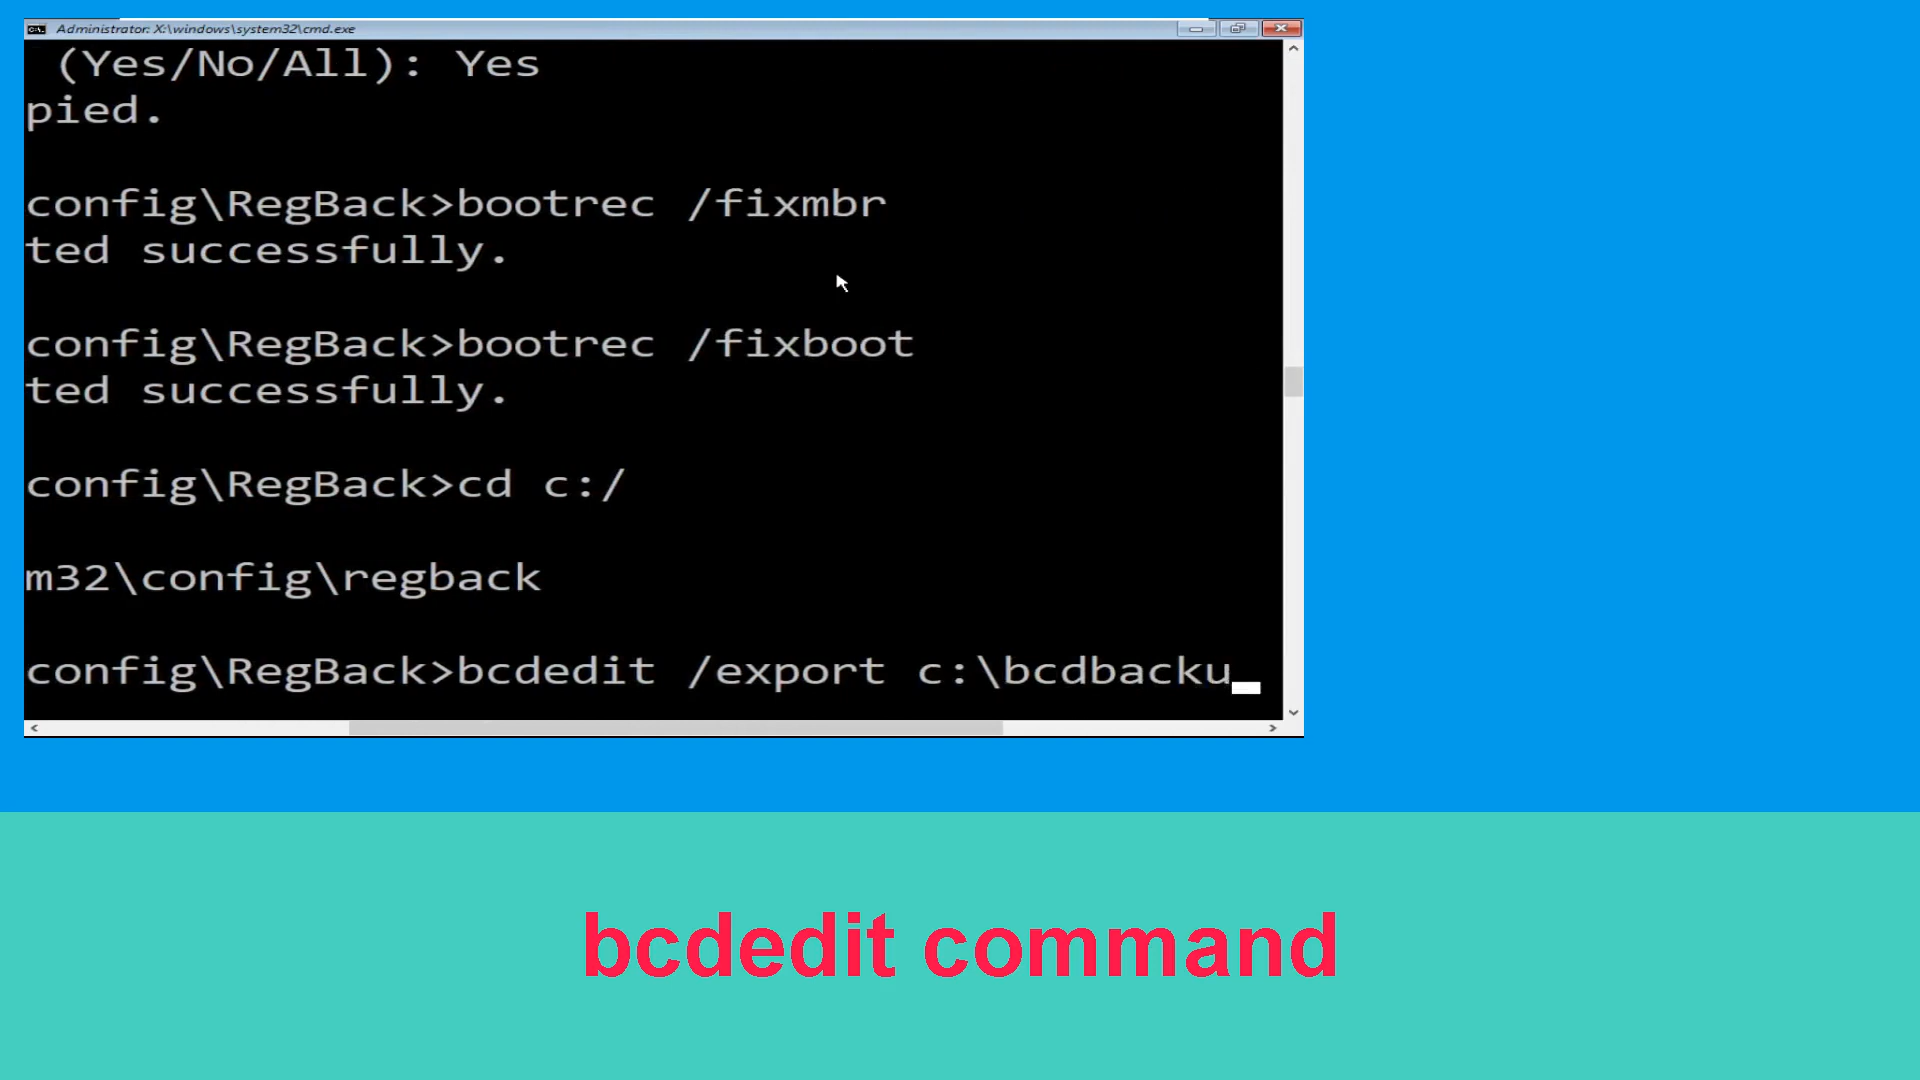 Administrator: X:\windows\system32\cmd.exe
(Yes/No/All): Yes
pied.
config\RegBack>bootrec /fixmbr
ted successfully.
config\RegBack>bootrec /fixboot
ted successfully.
config\RegBack>cd c:/
m32\config\regback
config\RegBack>bcdedit /export c:\bcdbacku
bcdedit command